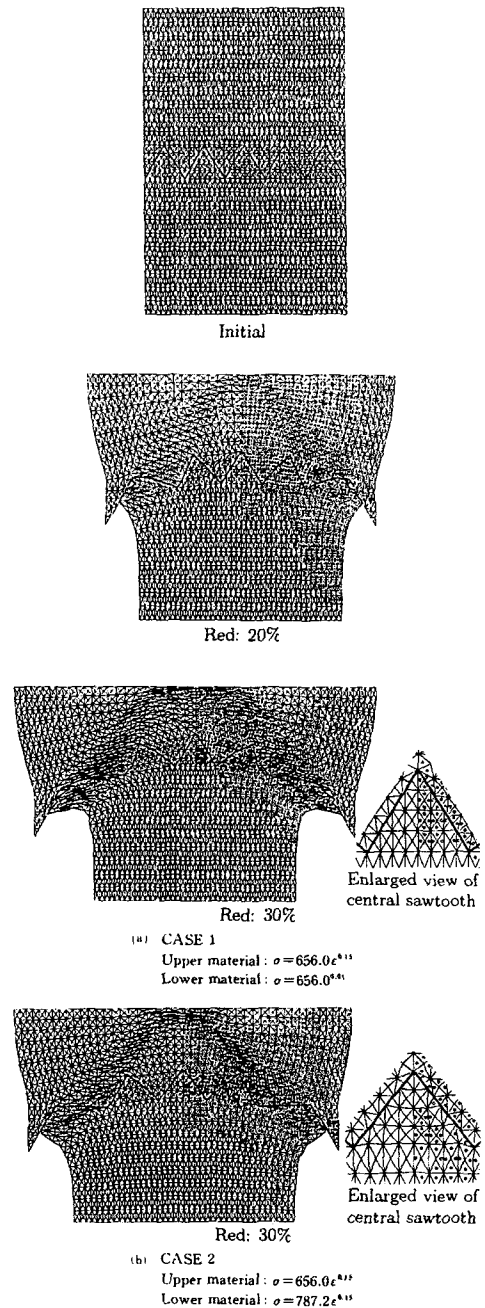 Initial
Red: 20%
Enlarged view of
central sawtooth
Red: 30%
(a) CASE 1
Upper material : σ=656.0ε
Lower material : σ=656.0
Enlarged view of
central sawtooth
Red: 30%
(b) CASE 2
Upper material : σ=656.0ε
Lower material : σ=787.2ε